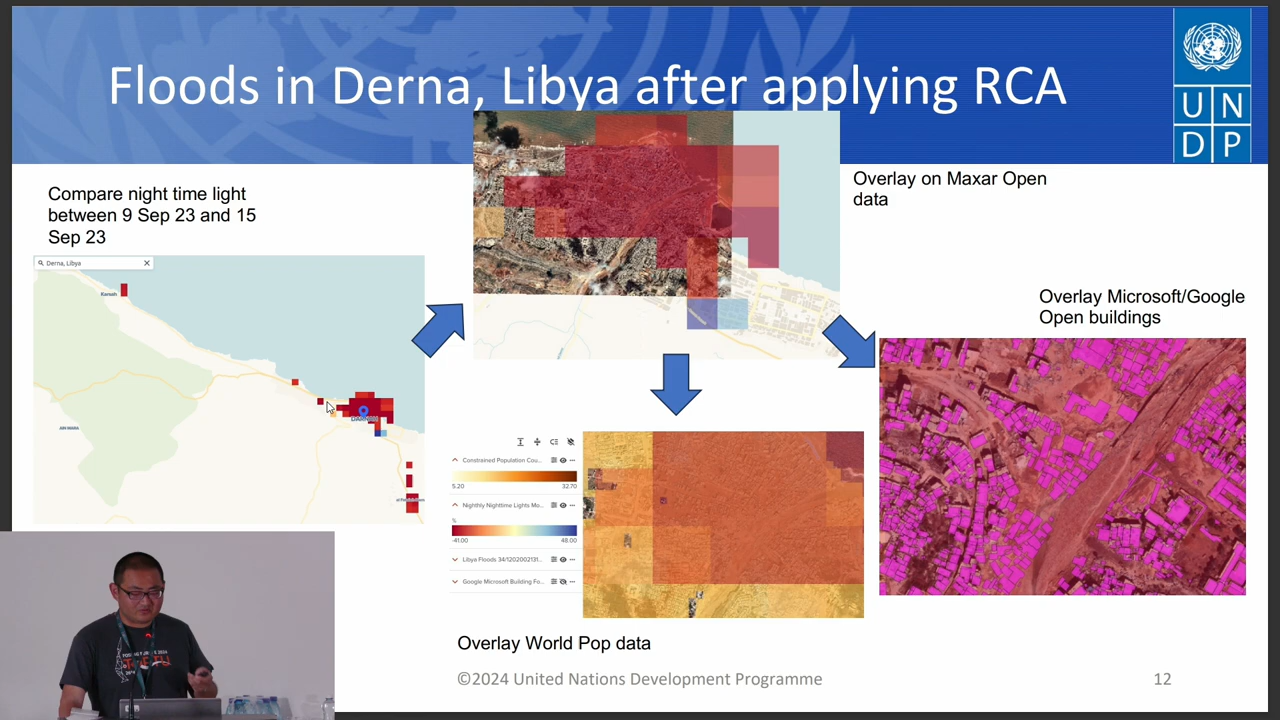 Floods in Derna, Libya after applying RCA
U N
D P
Compare night time light
between 9 Sep 23 and 15
Sep 23
Derna, Libya
Karsah
Overlay on Maxar Open
data
Overlay Microsoft/Google
Open buildings
Constrained Population Cou...
5.20 32.70
Nightly Nighttime Lights Mo...
%
-41.00 48.00
Libya Floods 34/1202002131...
Google Microsoft Building Fo...
Overlay World Pop data
©2024 United Nations Development Programme
12